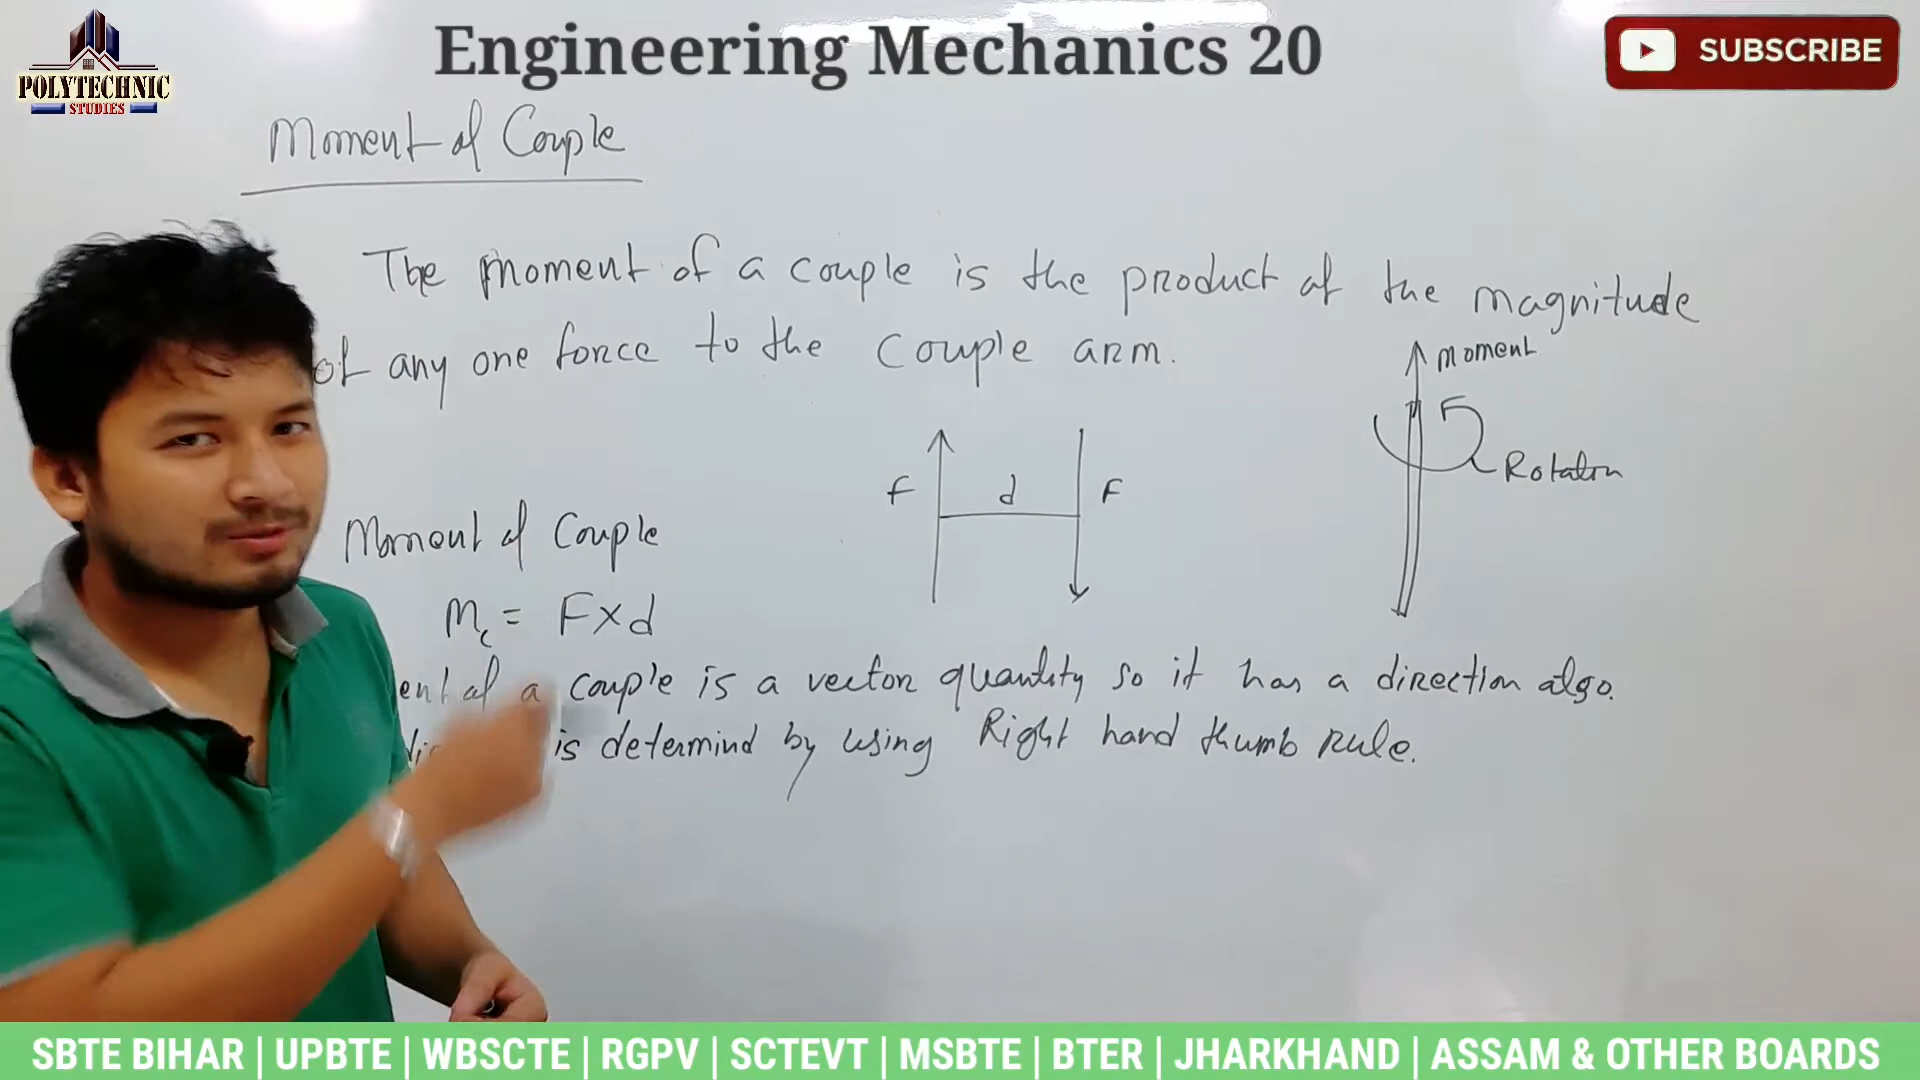 Engineering Mechanics 20
POLYTECHNIC
STUDIES
SUBSCRIBE
Moment of Couple
The moment of a couple is the product of the magnitude
of any one force to the couple arm.
Moment
Rotation
F d F
Moment of Couple
Mc = F×d
ent of a couple is a vector quantity so it has a direction also.
is determind by using Right hand thumb rule.
SBTE BIHAR | UPBTE | WBSCTE | RGPV | SCTEVT | MSBTE | BTER | JHARKHAND | ASSAM & OTHER BOARDS